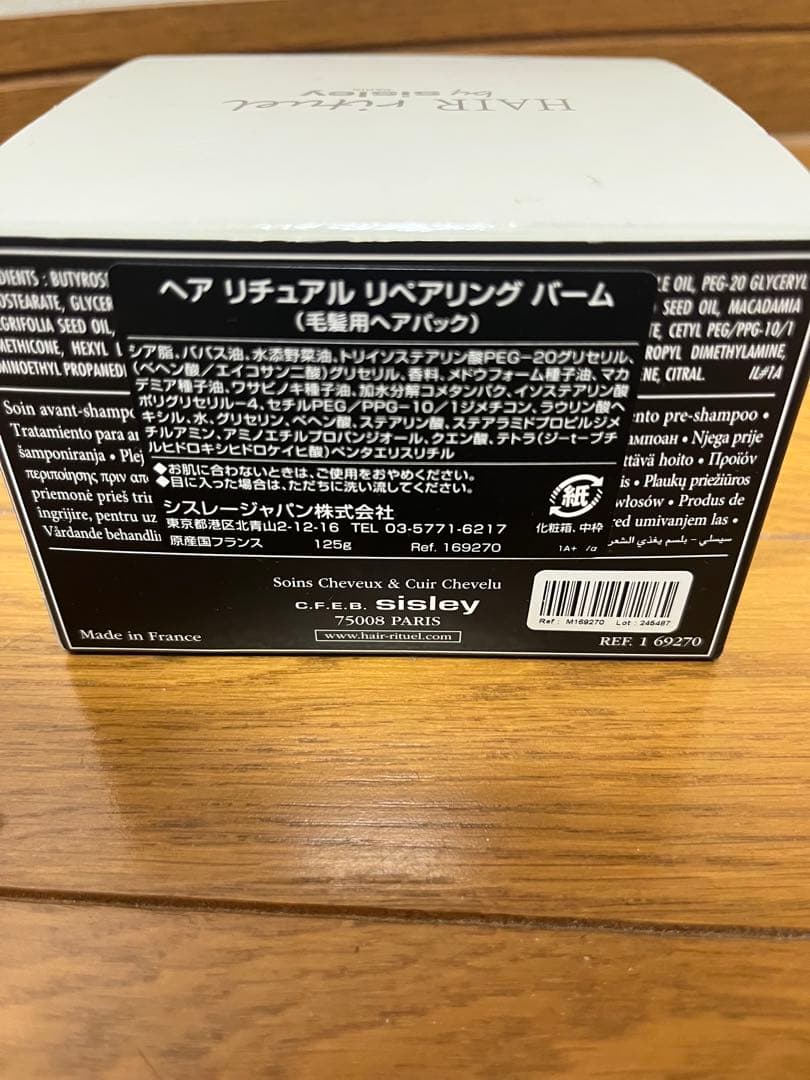 HAIR rituel
by sisley
PARIS
DIENTS : BUTYROS
OSTEARATE, GLYCER
GRIFOLIA SEED OIL,
METHICONE, HEXYL L
MINOETHYL PROPANED
LE OIL, PEG-20 GLYCERYL
SEED OIL, MACADAMIA
CETYL PEG/PPG-10/1
ROPYL DIMETHYLAMINE,
NE, CITRAL. IL#1A
ヘア リチュアル リペアリング バーム
(毛髪用ヘアパック)
シア脂、ババス油、水添野菜油、トリイソステアリン酸PEG-20グリセリル、
(ベヘン酸/エイコサン二酸)グリセリル、香料、メドウフォーム種子油、マカ
デミア種子油、ワサビノキ種子油、加水分解コメタンパク、イソステアリン酸
ポリグリセリル-4、セチルPEG/PPG-10/1ジメチコン、ラウリン酸ヘ
キシル、水、グリセリン、ベヘン酸、ステアリン酸、ステアラミドプロピルジメ
チルアミン、アミノエチルプロパンジオール、クエン酸、テトラ(ジ-t-ブチ
ルヒドロキシヒドロケイヒ酸)ペンタエリスリチル
●お肌に合わないときは、ご使用をおやめください。
●目に入った場合は、ただちに洗い流してください。
シスレージャパン株式会社
東京都港区北青山2-12-16 TEL 03-5771-6217
原産国フランス 125g Ref. 169270
紙
化粧箱、中枠
1A+ /α
Soin avant-shampo
Tratamiento para a
šamponiranja • Plej
περιποίησης πριν απ
priemonė prieš tri
îngrijire, pentru uz
Vårdande behandli
ento pre-shampoo •
АМПОАН • Njega prije
ttävä hoito • Προϊόν
is • Plaukų priežiūros
włosów • Produs de
red umivanjem las •
سيسلي - بلسم يغذي الشعر
Soins Cheveux & Cuir Chevelu
C.F.E.B. sisley
75008 PARIS
www.hair-rituel.com
Made in France
Ref : M169270 Lot : 245487
REF. 1 69270